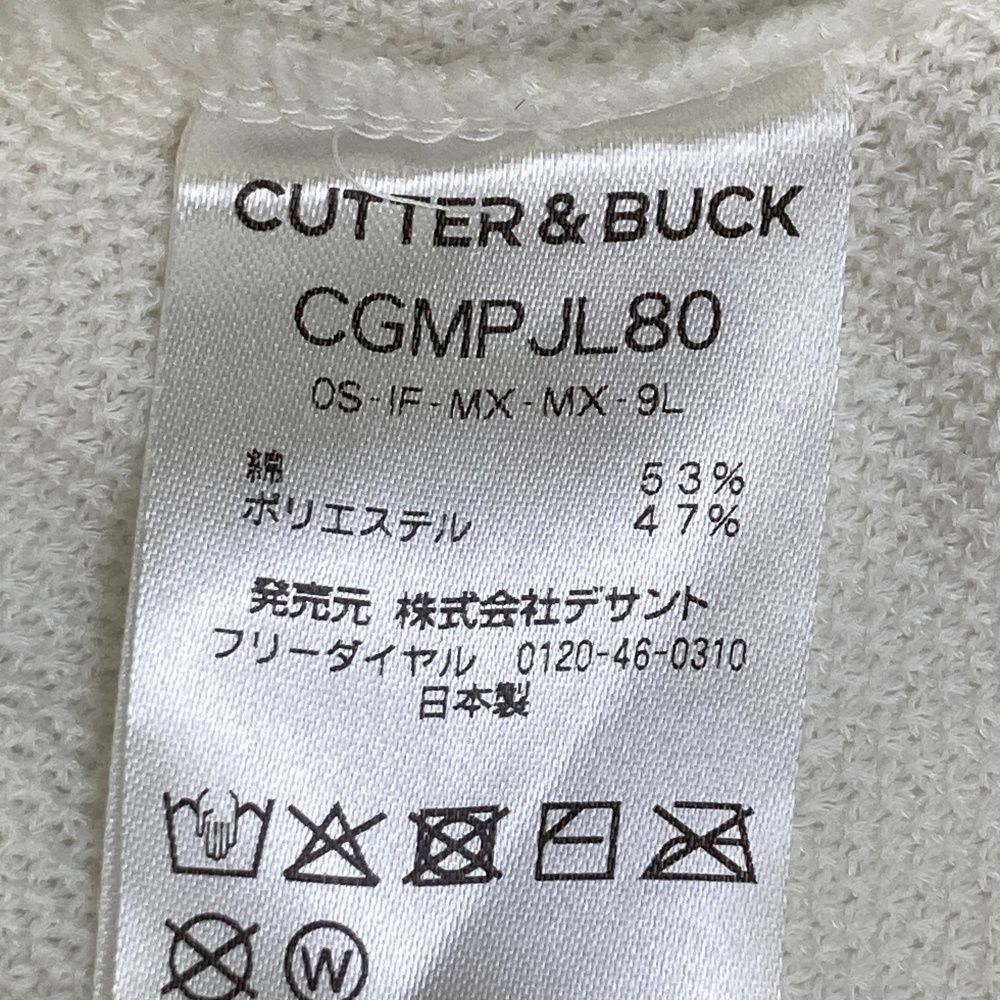 CUTTER & BUCK
CGMPJL80
OS-IF-MX-MX-9L
綿 53%
ポリエステル 47%
発売元 株式会社デサント
フリーダイヤル 0120-46-0310
日本製
W